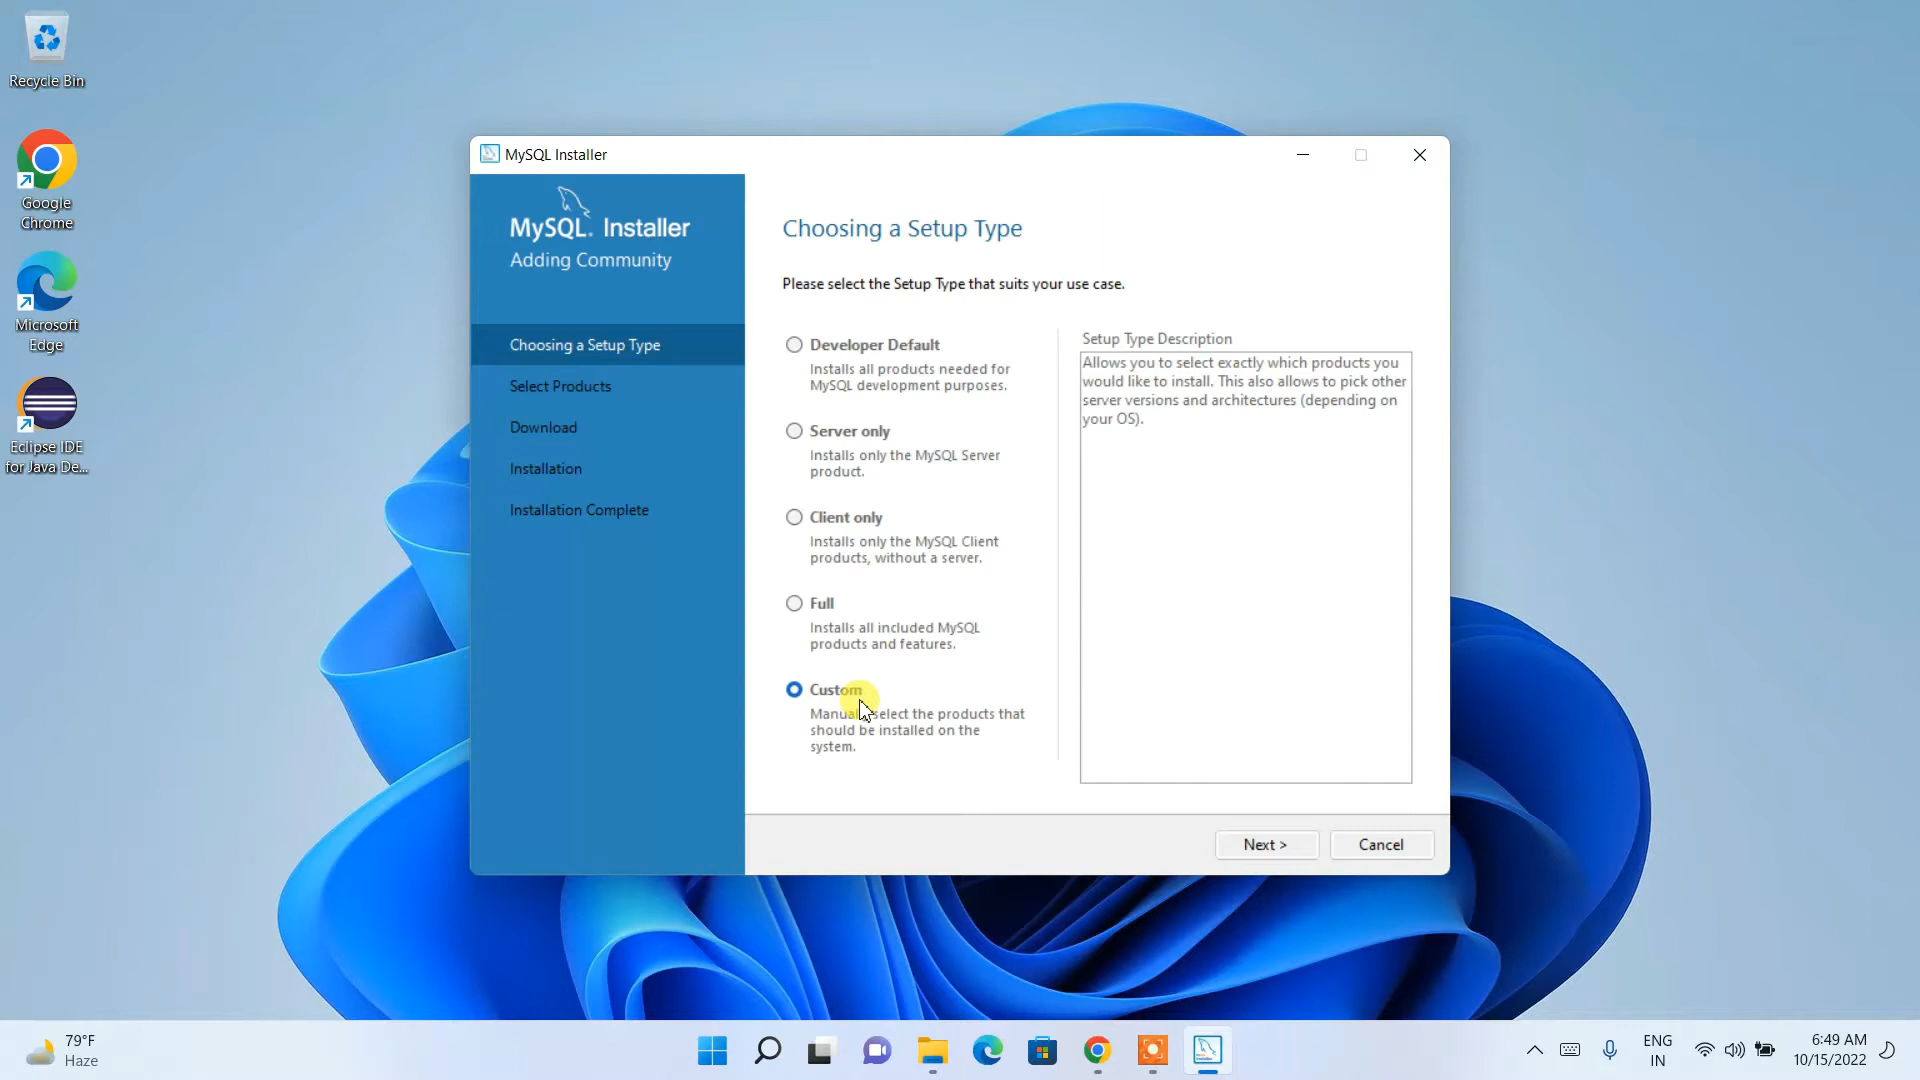 Recycle Bin
Google
Chrome
Microsoft
Edge
Eclipse IDE
for Java De...
MySQL Installer
MySQL. Installer
Adding Community
Choosing a Setup Type
Select Products
Download
Installation
Installation Complete
Choosing a Setup Type
Please select the Setup Type that suits your use case.
Developer Default
Installs all products needed for
MySQL development purposes.
Server only
Installs only the MySQL Server
product.
Client only
Installs only the MySQL Client
products, without a server.
Full
Installs all included MySQL
products and features.
Custom
Manually select the products that
should be installed on the
system.
Setup Type Description
Allows you to select exactly which products you
would like to install. This also allows to pick other
server versions and architectures (depending on
your OS).
Next >
Cancel
79°F
Haze
ENG
IN
6:49 AM
10/15/2022